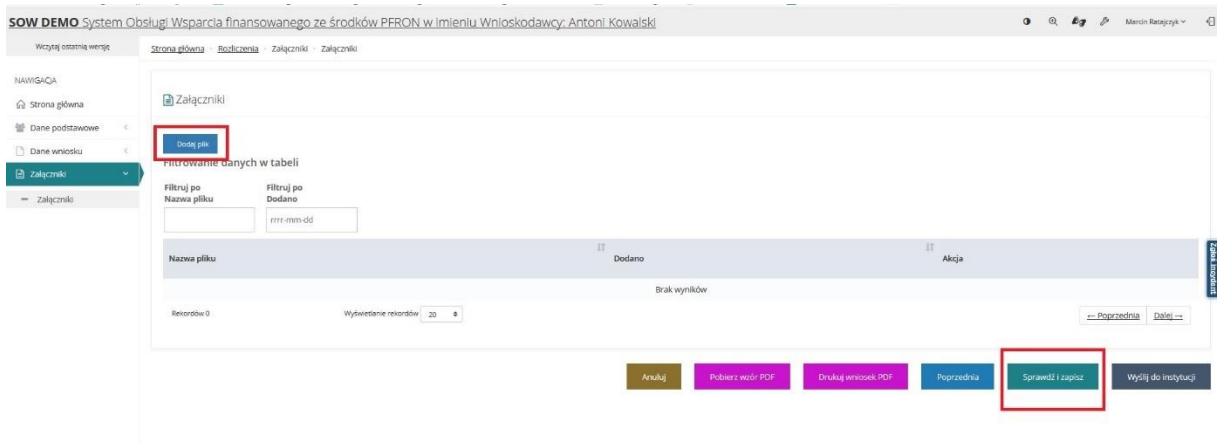 SOW DEMO System Obsługi Wsparcia finansowanego ze środków PFRON w imieniu Wnioskodawcy: Antoni Kowalski
Marcin Ratajczyk
Wczytaj ostatnią wersję
Strona główna - Rozliczenia - Załączniki - Załączniki
NAWIGACJA
Strona główna
Dane podstawowe
Dane wniosku
Załączniki
Załączniki
Załączniki
Dodaj plik
Filtrowanie danych w tabeli
Filtruj po Nazwa pliku
Filtruj po Dodano
rrrr-mm-dd
Nazwa pliku
Dodano
Akcja
Brak wyników
Rekordów 0
Wyświetlanie rekordów 20
← Poprzednia
Dalej →
Zgłoś incydent
Anuluj
Pobierz wzór PDF
Drukuj wniosek PDF
Poprzednia
Sprawdź i zapisz
Wyślij do instytucji